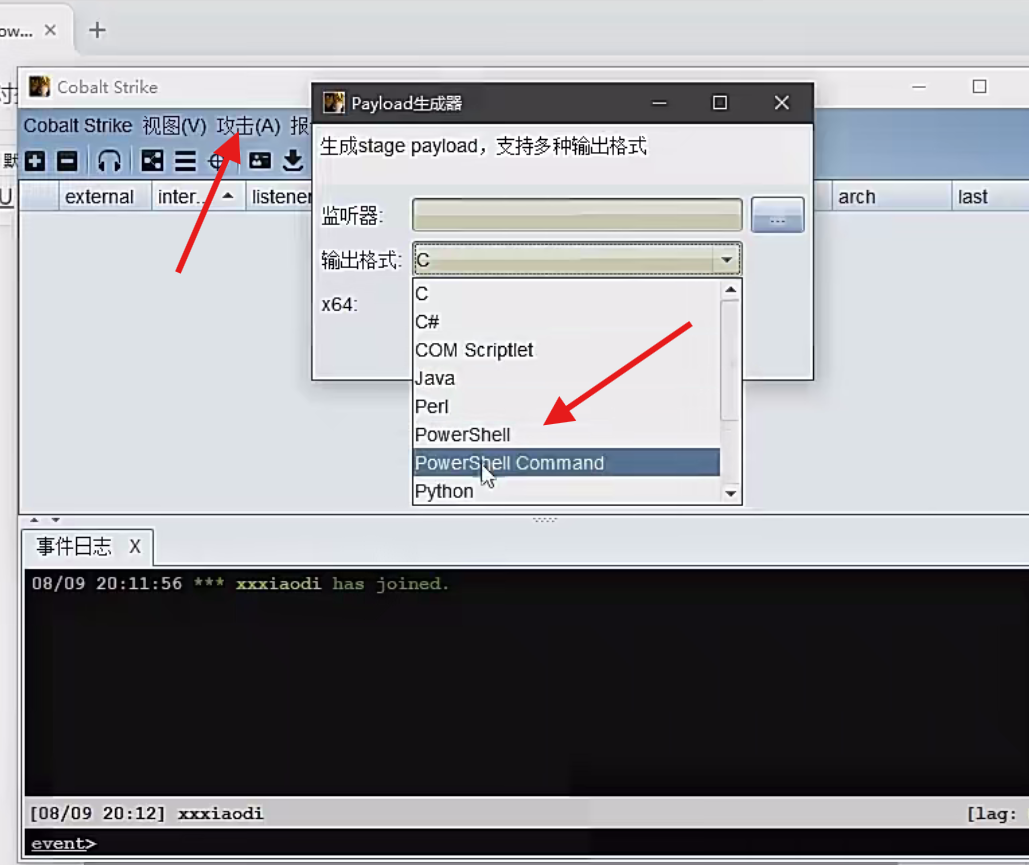 ow...
Cobalt Strike
Cobalt Strike 视图(V) 攻击(A) 报
external inter... listener arch last
Payload生成器
生成stage payload，支持多种输出格式
监听器:
...
输出格式: C
x64:
C
C#
COM Scriptlet
Java
Perl
PowerShell
PowerShell Command
Python
事件日志 X
08/09 20:11:56 *** xxxiaodi has joined.
[08/09 20:12] xxxiaodi [lag:
event>